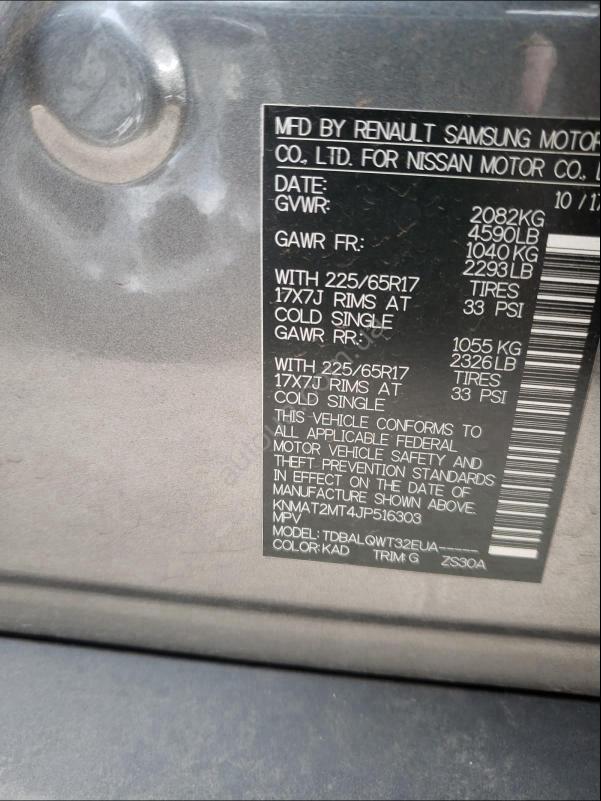 MFD BY RENAULT SAMSUNG MOTOR
CO., LTD. FOR NISSAN MOTOR CO.,
DATE: 10 / 17
GVWR: 2082KG
4590LB
GAWR FR: 1040KG
2293LB
WITH 225/65R17 TIRES
17X7J RIMS AT 33 PSI
COLD SINGLE
GAWR RR: 1055KG
2326LB
WITH 225/65R17 TIRES
17X7J RIMS AT 33 PSI
COLD SINGLE
THIS VEHICLE CONFORMS TO
ALL APPLICABLE FEDERAL
MOTOR VEHICLE SAFETY AND
THEFT PREVENTION STANDARDS
IN EFFECT ON THE DATE OF
MANUFACTURE SHOWN ABOVE.
KNMAT2MT4JP516303
MPV
MODEL: TDBALQWT32EUA-----
COLOR: KAD TRIM: G ZS30A